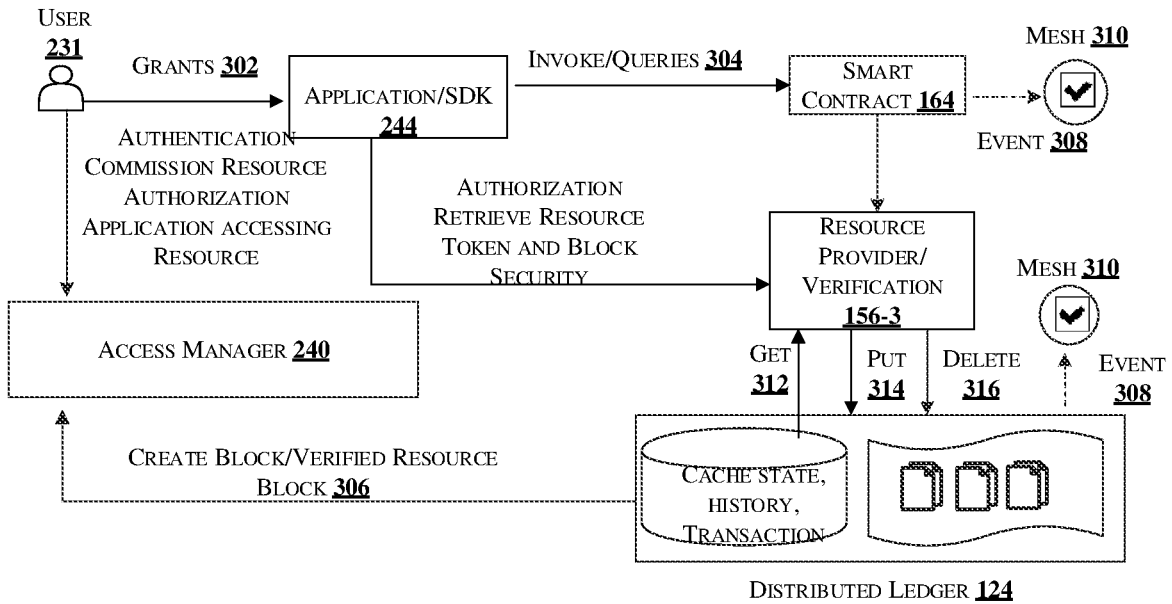 USER
231
GRANTS 302
APPLICATION/SDK
244
INVOKE/QUERIES 304
SMART
CONTRACT 164
MESH 310
EVENT 308
AUTHENTICATION
COMMISSION RESOURCE
AUTHORIZATION
APPLICATION ACCESSING
RESOURCE
AUTHORIZATION
RETRIEVE RESOURCE
TOKEN AND BLOCK
SECURITY
RESOURCE
PROVIDER/
VERIFICATION
156-3
MESH 310
ACCESS MANAGER 240
GET
312
PUT
314
DELETE
316
EVENT
308
CREATE BLOCK/VERIFIED RESOURCE
BLOCK 306
CACHE STATE,
HISTORY,
TRANSACTION
DISTRIBUTED LEDGER 124